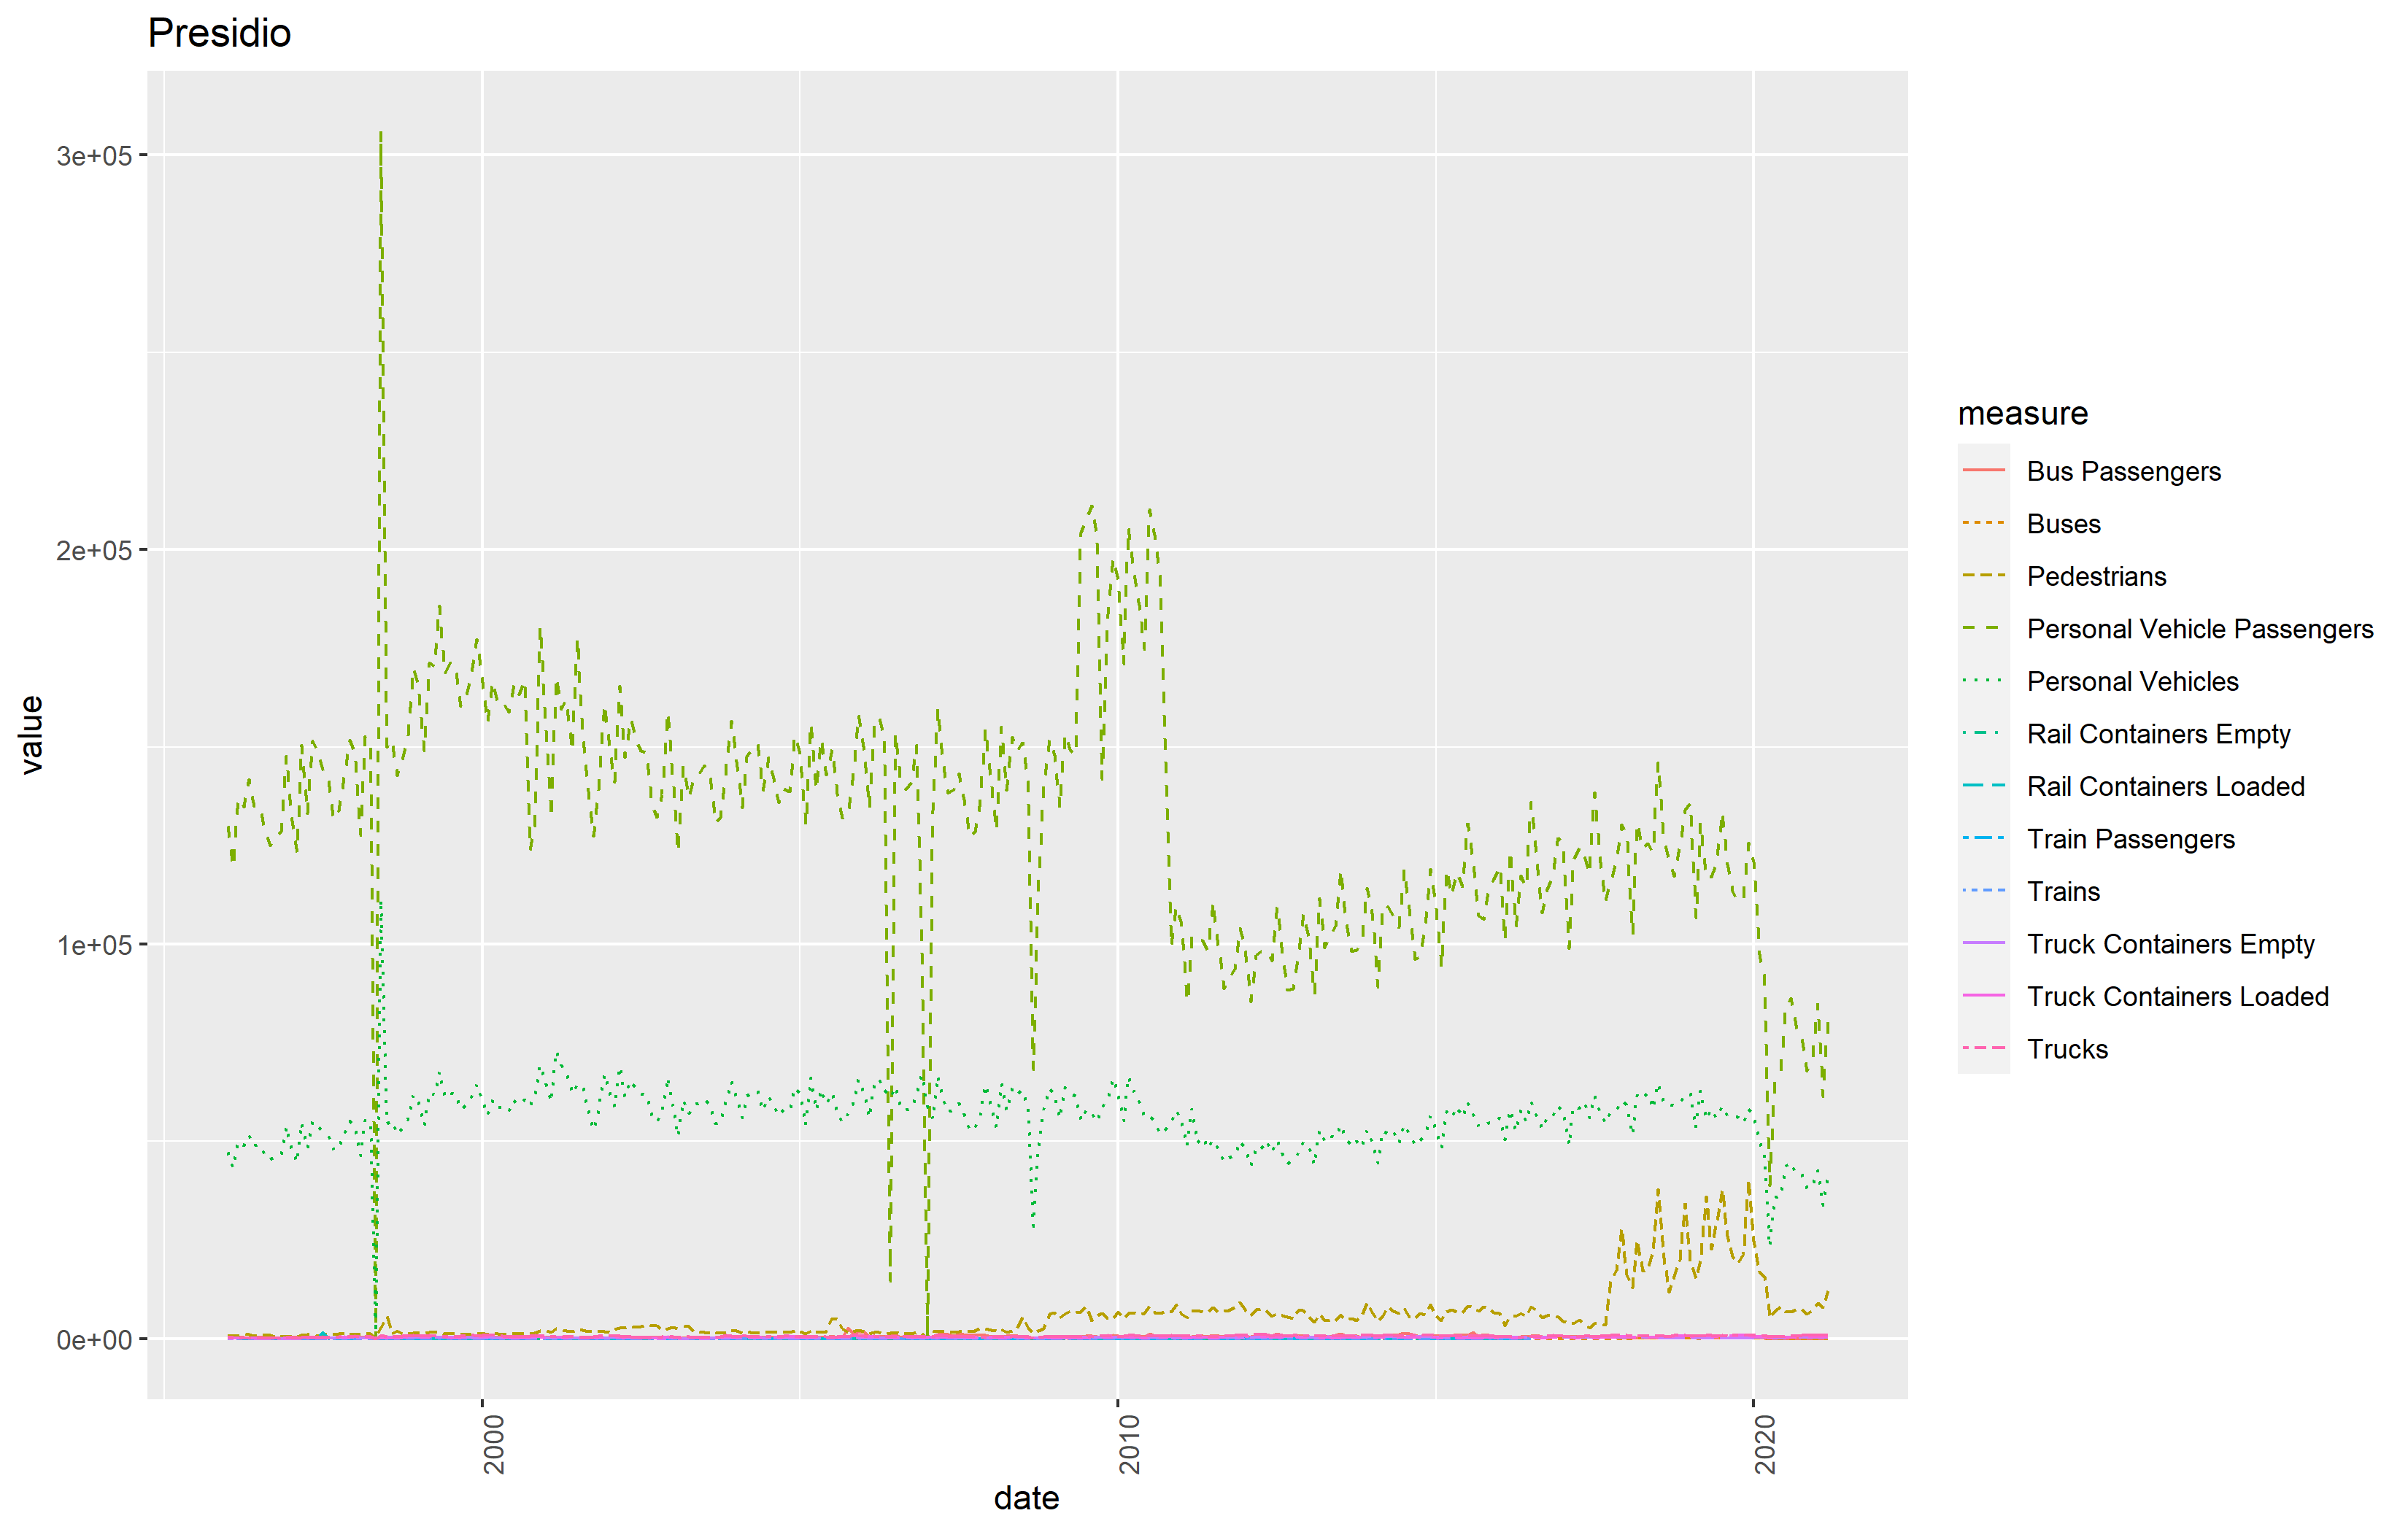 Presidio
3e+05
2e+05
1e+05
0e+00
value
2000
2010
2020
date
measure
Bus Passengers
Buses
Pedestrians
Personal Vehicle Passengers
Personal Vehicles
Rail Containers Empty
Rail Containers Loaded
Train Passengers
Trains
Truck Containers Empty
Truck Containers Loaded
Trucks